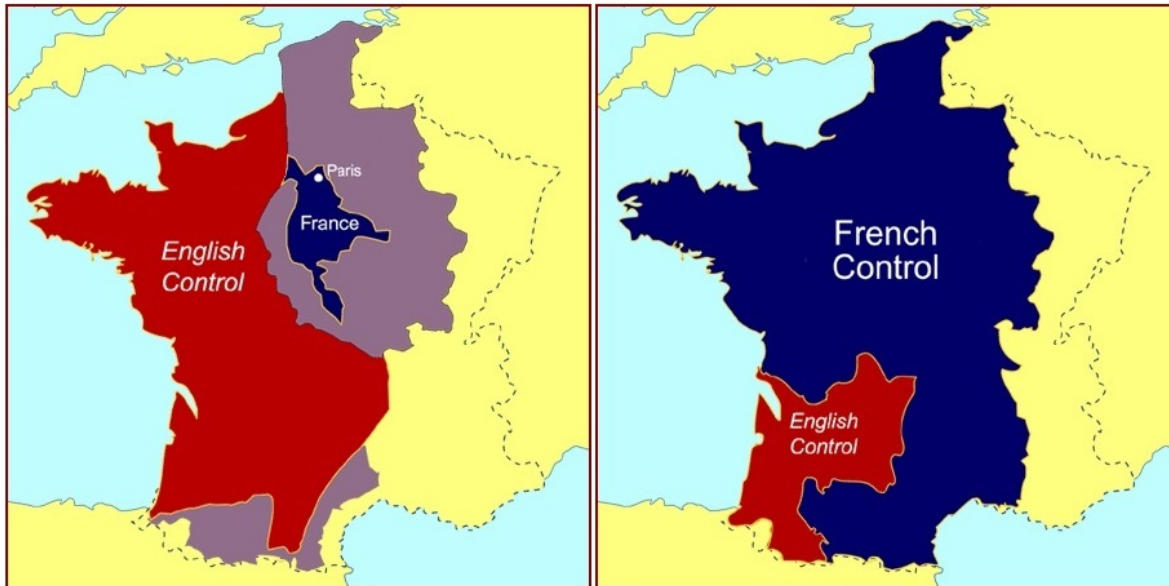 Paris
France
English
Control
French
Control
English
Control